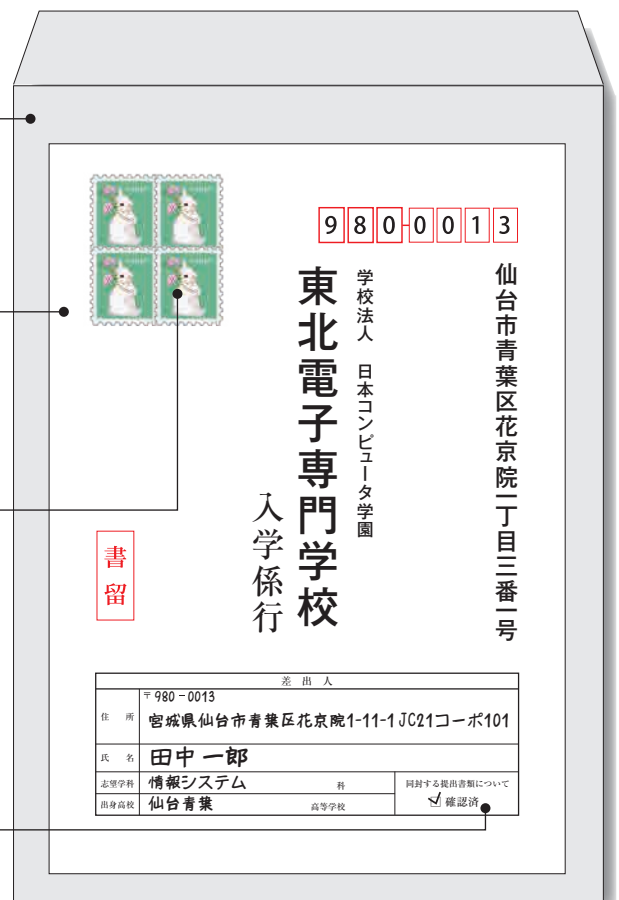 980-0013
仙台市青葉区花京院一丁目三番一号
学校法人 日本コンピュータ学園
東北電子専門学校
入学係行
書留
差出人
住所
〒980-0013
宮城県仙台市青葉区花京院1-11-1 JC21コーポ101
氏名 田中 一郎
志望学科 情報システム 科
出身高校 仙台青葉 高等学校
同封する提出書類について
確認済